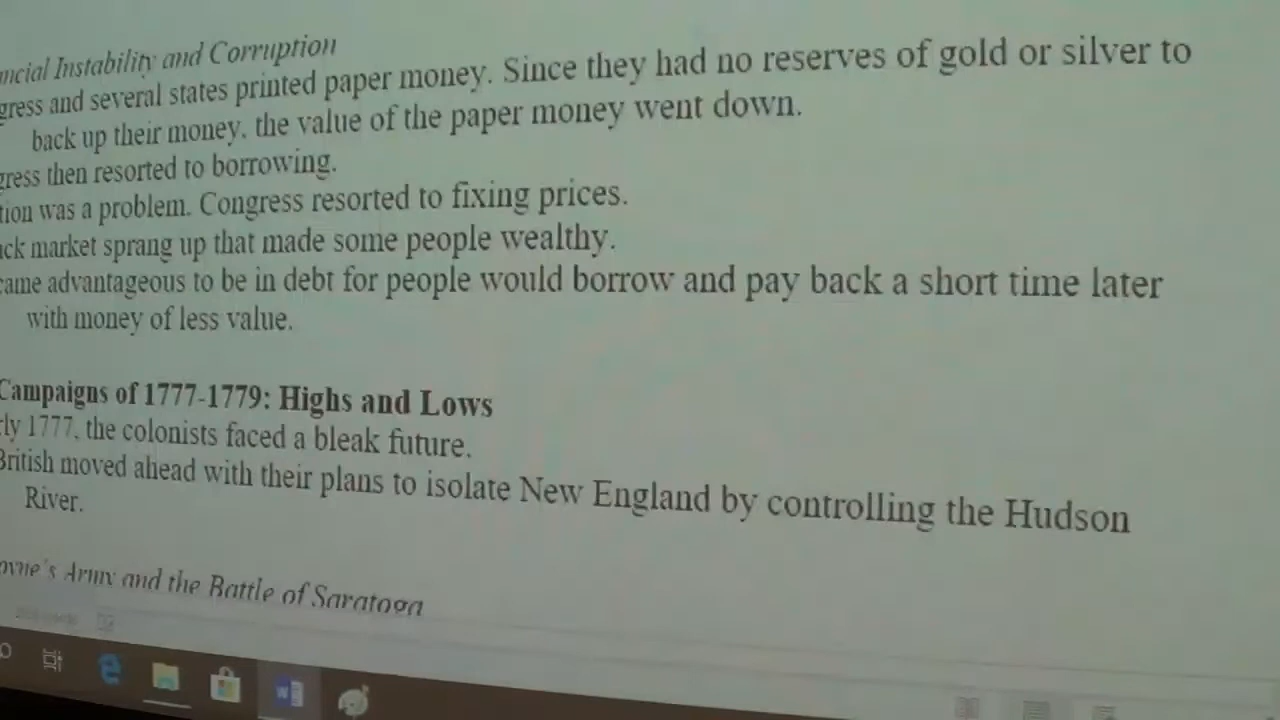 ncial Instability and Corruption
gress and several states printed paper money. Since they had no reserves of gold or silver to
back up their money, the value of the paper money went down.
gress then resorted to borrowing.
tion was a problem. Congress resorted to fixing prices.
ack market sprang up that made some people wealthy.
came advantageous to be in debt for people would borrow and pay back a short time later
with money of less value.
Campaigns of 1777-1779: Highs and Lows
rly 1777, the colonists faced a bleak future.
British moved ahead with their plans to isolate New England by controlling the Hudson
River.
oyne's Army and the Battle of Saratoga